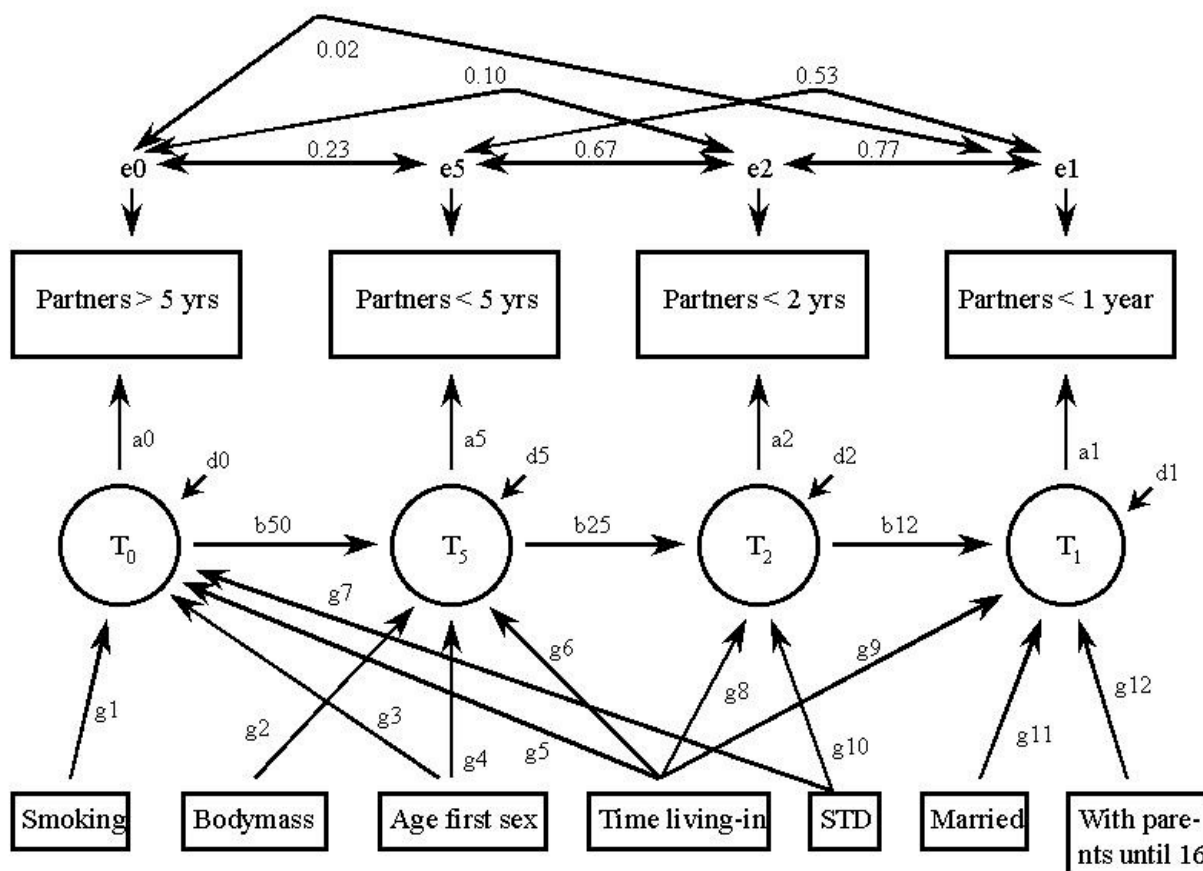 0.02
0.10
0.53
0.23
0.67
0.77
e0
e5
e2
e1
Partners > 5 yrs
Partners < 5 yrs
Partners < 2 yrs
Partners < 1 year
a0
a5
a2
a1
d0
d5
d2
d1
T0
b50
T5
b25
T2
b12
T1
g7
g6
g9
g1
g2
g3
g5
g4
g8
g10
g11
g12
Smoking
Bodymass
Age first sex
Time living-in
STD
Married
With pare-
nts until 16